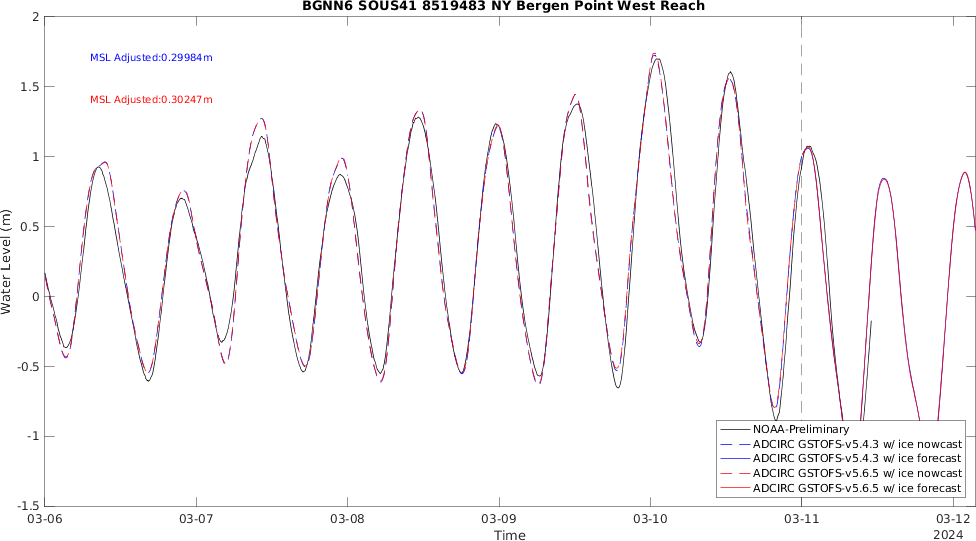 BGNN6 SOUS41 8519483 NY Bergen Point West Reach
2
1.5
1
0.5
0
-0.5
-1
-1.5
Water Level (m)
MSL Adjusted:0.29984m
MSL Adjusted:0.30247m
NOAA-Preliminary
ADCIRC GSTOFS-v5.4.3 w/ ice nowcast
ADCIRC GSTOFS-v5.4.3 w/ ice forecast
ADCIRC GSTOFS-v5.6.5 w/ ice nowcast
ADCIRC GSTOFS-v5.6.5 w/ ice forecast
03-06 03-07 03-08 03-09 03-10 03-11 03-12
2024
Time